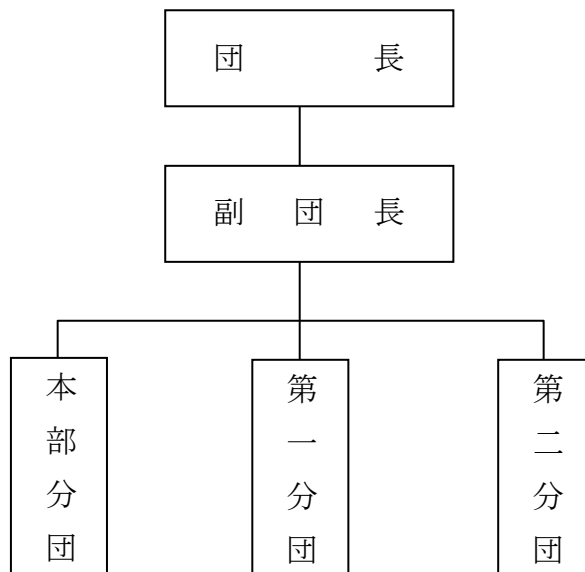 団長
副団長
本部分団
第一分団
第二分団